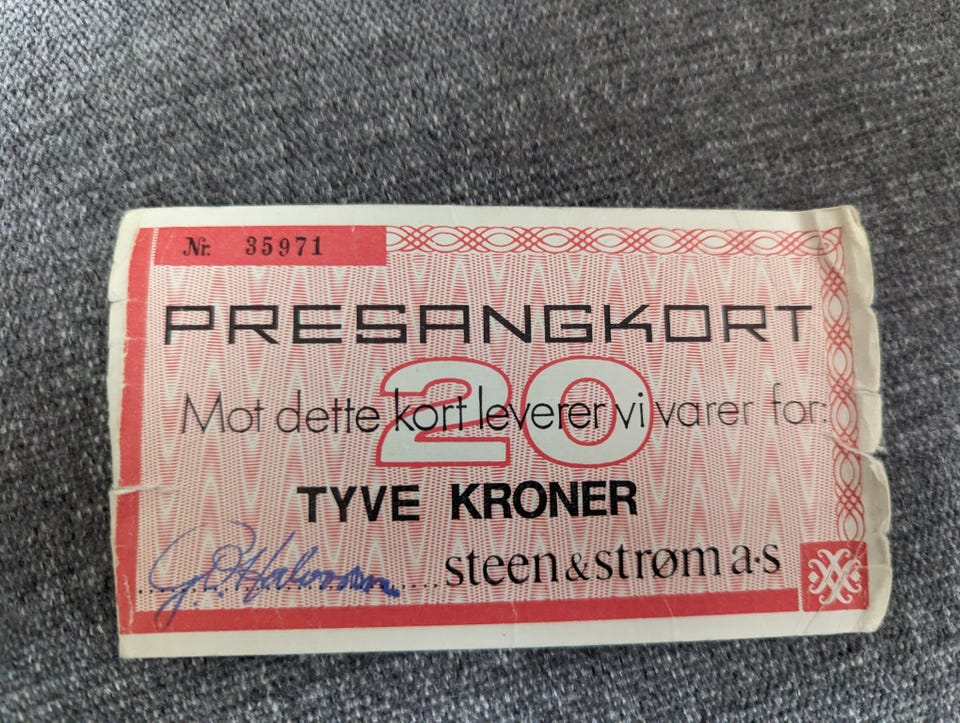 Nr. 35971
PRESANGKORT
20
Mot dette kort leverer vi varer for:
TYVE KRONER
steen & strøm a·s